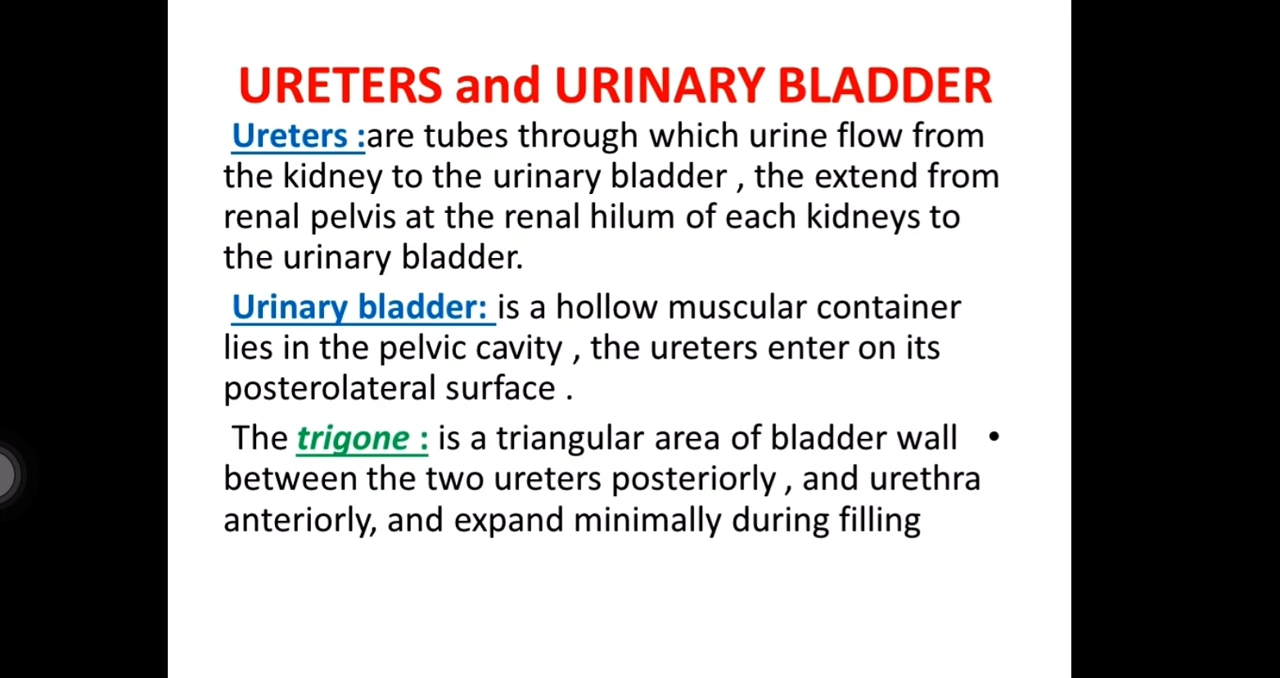 URETERS and URINARY BLADDER
Ureters :are tubes through which urine flow from
the kidney to the urinary bladder , the extend from
renal pelvis at the renal hilum of each kidneys to
the urinary bladder.
Urinary bladder: is a hollow muscular container
lies in the pelvic cavity , the ureters enter on its
posterolateral surface .
The trigone : is a triangular area of bladder wall •
between the two ureters posteriorly , and urethra
anteriorly, and expand minimally during filling